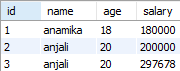 id name age salary
1 anamika 18 180000
2 anjali 20 200000
3 anjali 20 297678